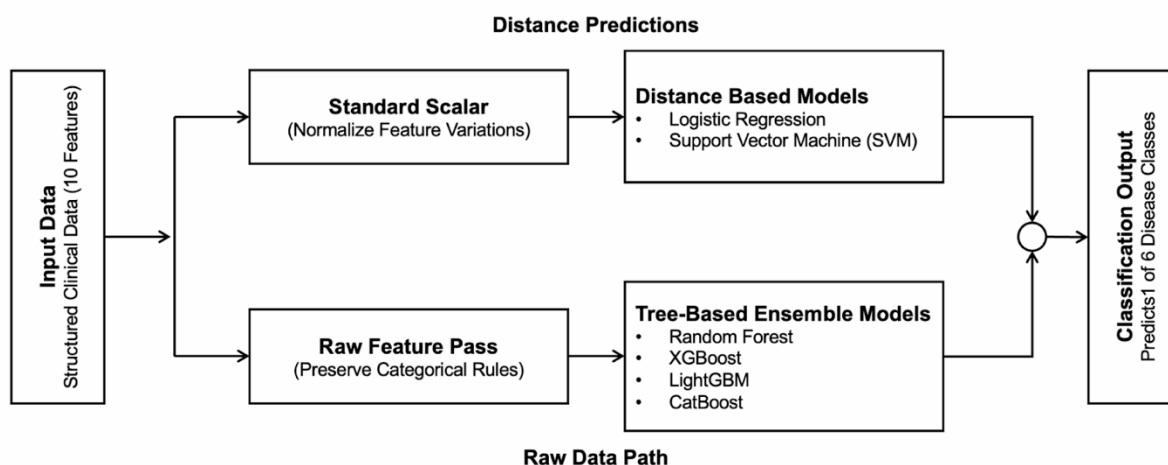 Distance Predictions
Input Data
Structured Clinical Data (10 Features)
Standard Scalar
(Normalize Feature Variations)
Distance Based Models
• Logistic Regression
• Support Vector Machine (SVM)
Raw Feature Pass
(Preserve Categorical Rules)
Tree-Based Ensemble Models
• Random Forest
• XGBoost
• LightGBM
• CatBoost
Classification Output
Predicts1 of 6 Disease Classes
Raw Data Path